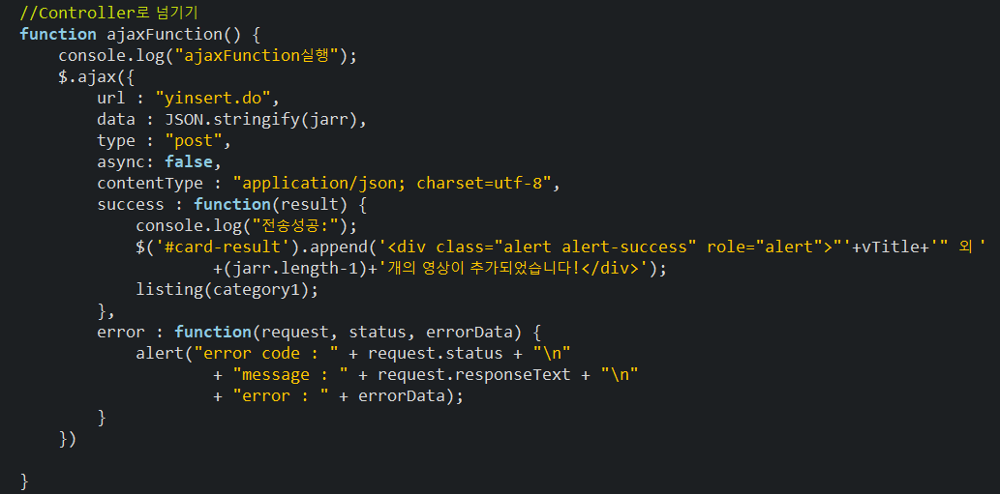 //Controller로 넘기기
function ajaxFunction() {
    console.log("ajaxFunction실행");
    $.ajax({
        url : "yinsert.do",
        data : JSON.stringify(jarr),
        type : "post",
        async: false,
        contentType : "application/json; charset=utf-8",
        success : function(result) {
            console.log("전송성공:");
            $('#card-result').append('<div class="alert alert-success" role="alert">"'+vTitle+'" 외 '
                    +(jarr.length-1)+'개의 영상이 추가되었습니다!</div>');
            listing(category1);
        },
        error : function(request, status, errorData) {
            alert("error code : " + request.status + "\n"
                    + "message : " + request.responseText + "\n"
                    + "error : " + errorData);
        }
    })
}